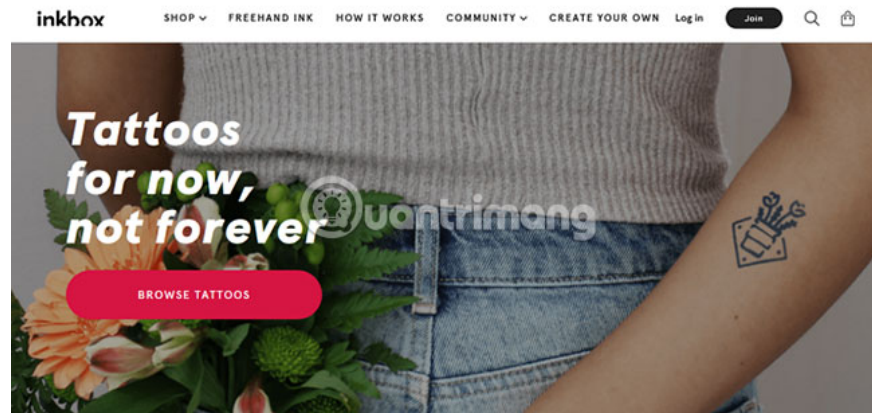 inkbox
SHOP FREEHAND INK HOW IT WORKS COMMUNITY CREATE YOUR OWN Log in Join
Tattoos
for now,
not forever
Quantrimang
BROWSE TATTOOS